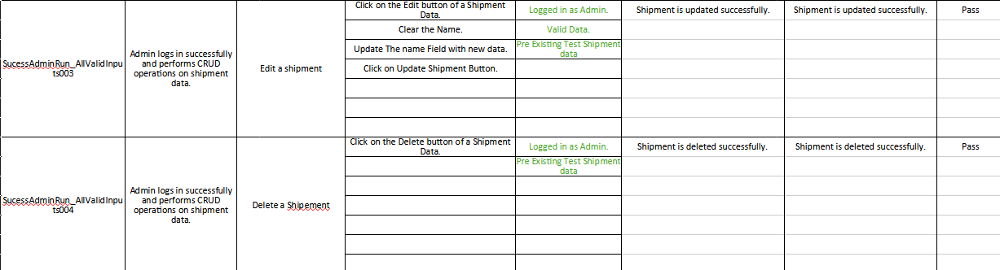 SucessAdminRun_AllValidInpu
ts003
Admin logs in successfully
and performs CRUD
operations on shipment
data.
Edit a shipment
Click on the Edit button of a Shipment
Data.
Logged in as Admin.
Shipment is updated successfully.
Shipment is updated successfully.
Pass
Clear the Name.
Valid Data.
Update The name Field with new data.
Pre Existing Test Shipment
data
Click on Update Shipment Button.
SucessAdminRun_AllValidInpu
ts004
Admin logs in successfully
and performs CRUD
operations on shipment
data.
Delete a Shipement
Click on the Delete button of a Shipment
Data.
Logged in as Admin.
Shipment is deleted successfully.
Shipment is deleted successfully.
Pass
Pre Existing Test Shipment
data